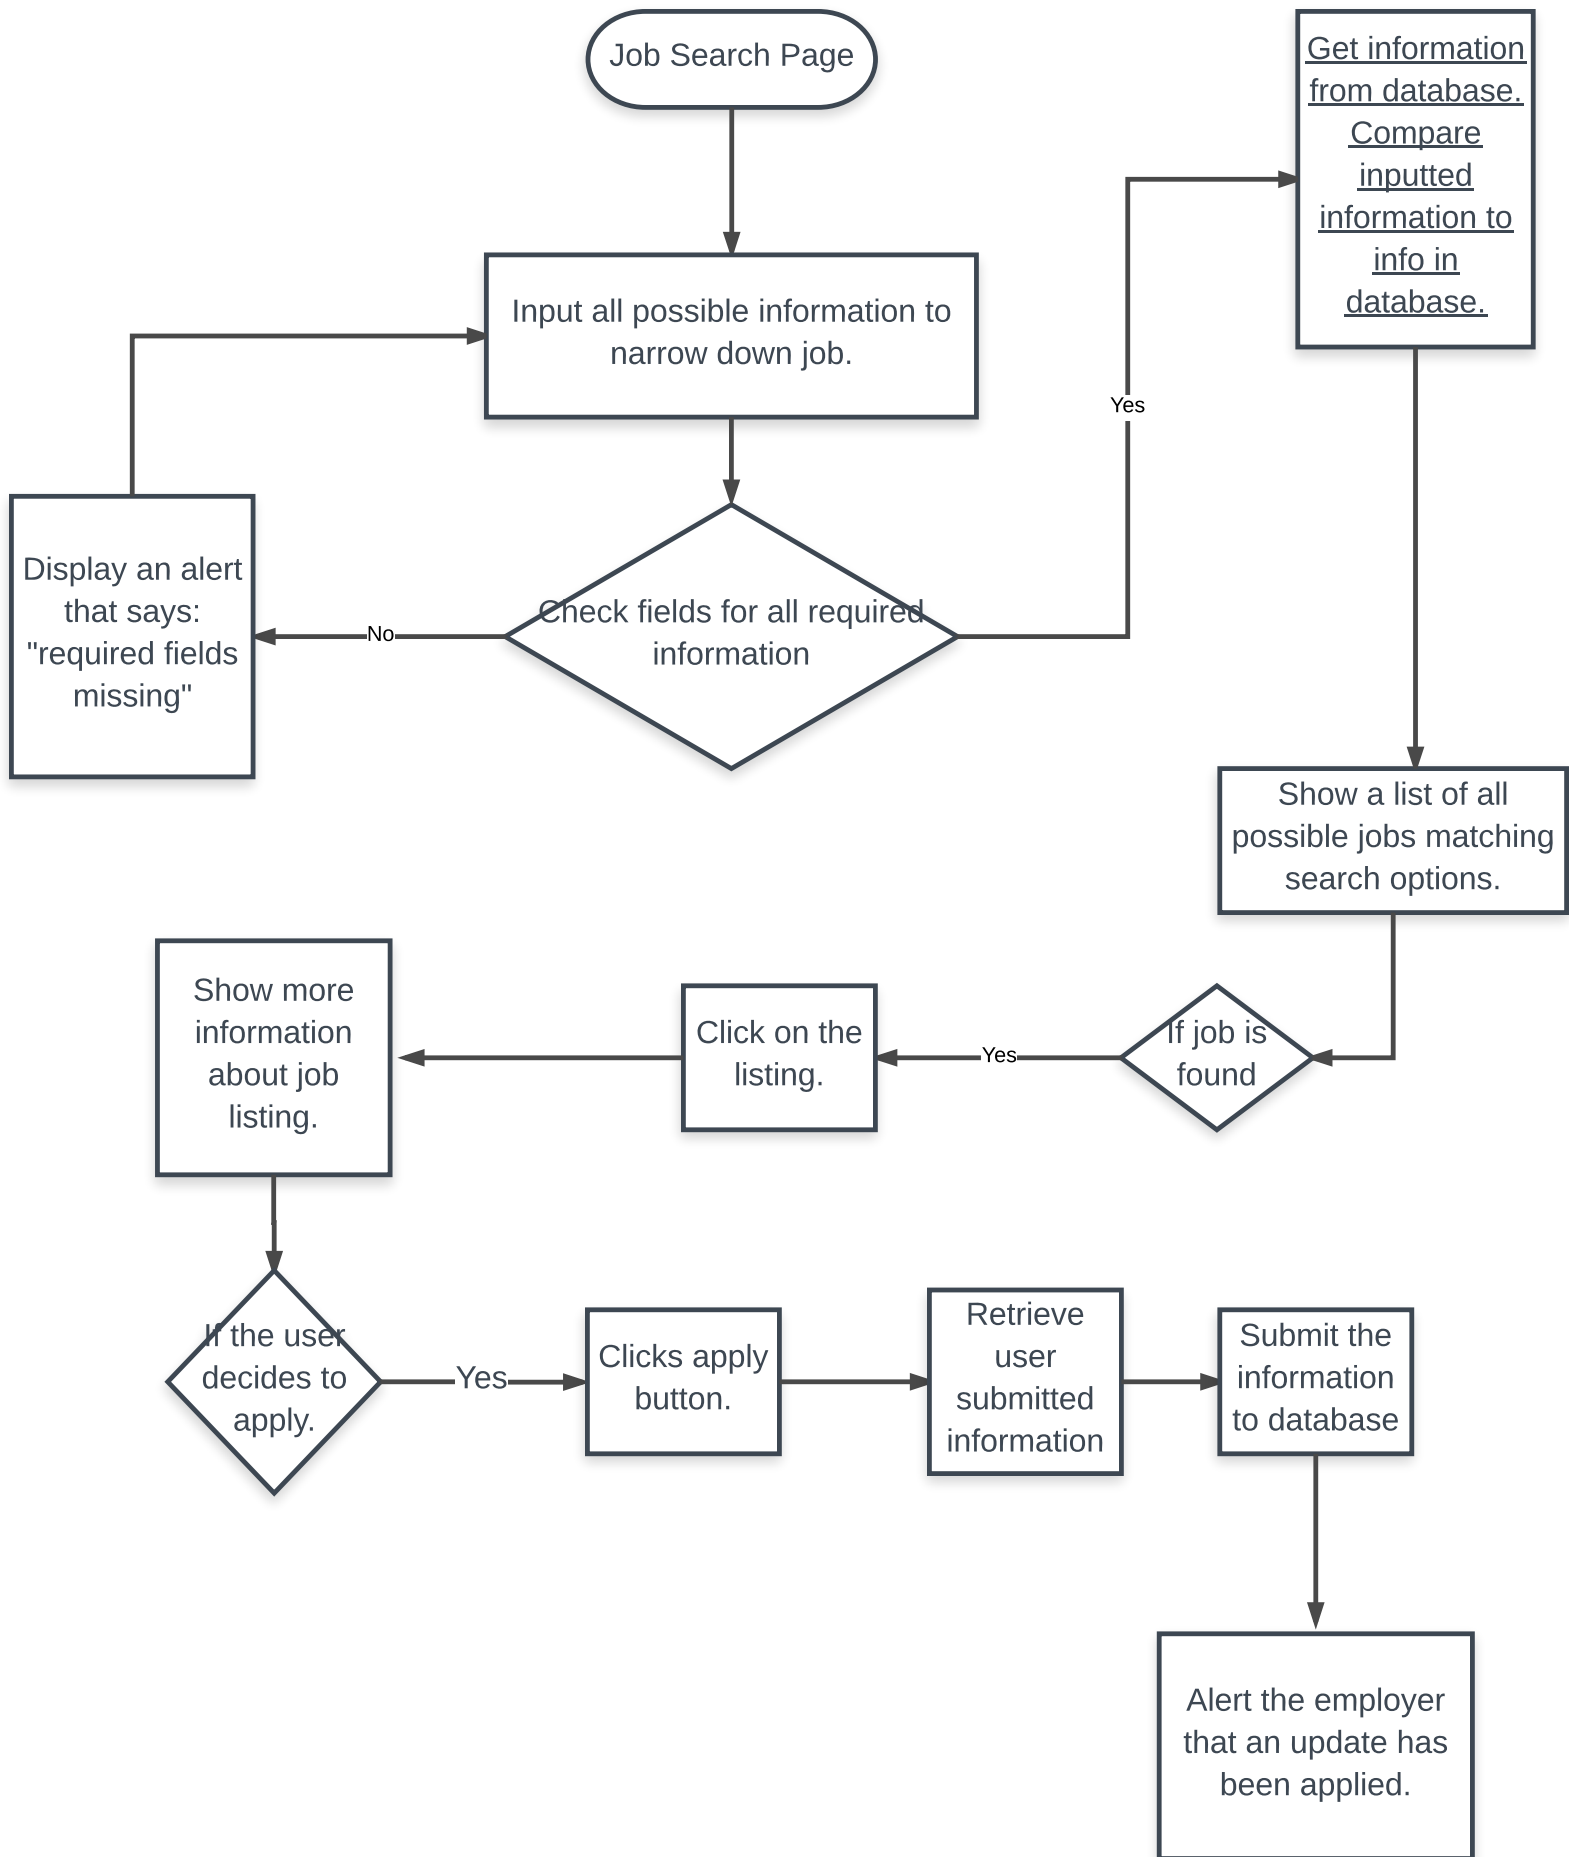 Job Search Page
Input all possible information to
narrow down job.
Check fields for all required
information
No
Display an alert
that says:
"required fields
missing"
Yes
Get information
from database.
Compare
inputted
information to
info in
database.
Show a list of all
possible jobs matching
search options.
If job is
found
Yes
Click on the
listing.
Show more
information
about job
listing.
If the user
decides to
apply.
Yes
Clicks apply
button.
Retrieve
user
submitted
information
Submit the
information
to database
Alert the employer
that an update has
been applied.